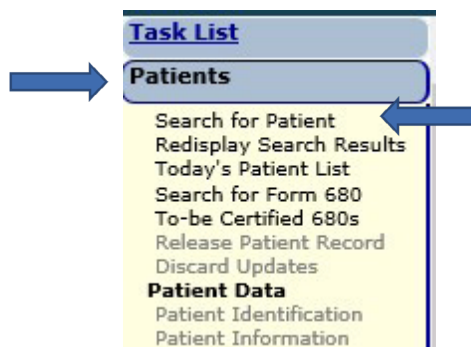 Task List
Patients
Search for Patient
Redisplay Search Results
Today's Patient List
Search for Form 680
To-be Certified 680s
Release Patient Record
Discard Updates
Patient Data
Patient Identification
Patient Information